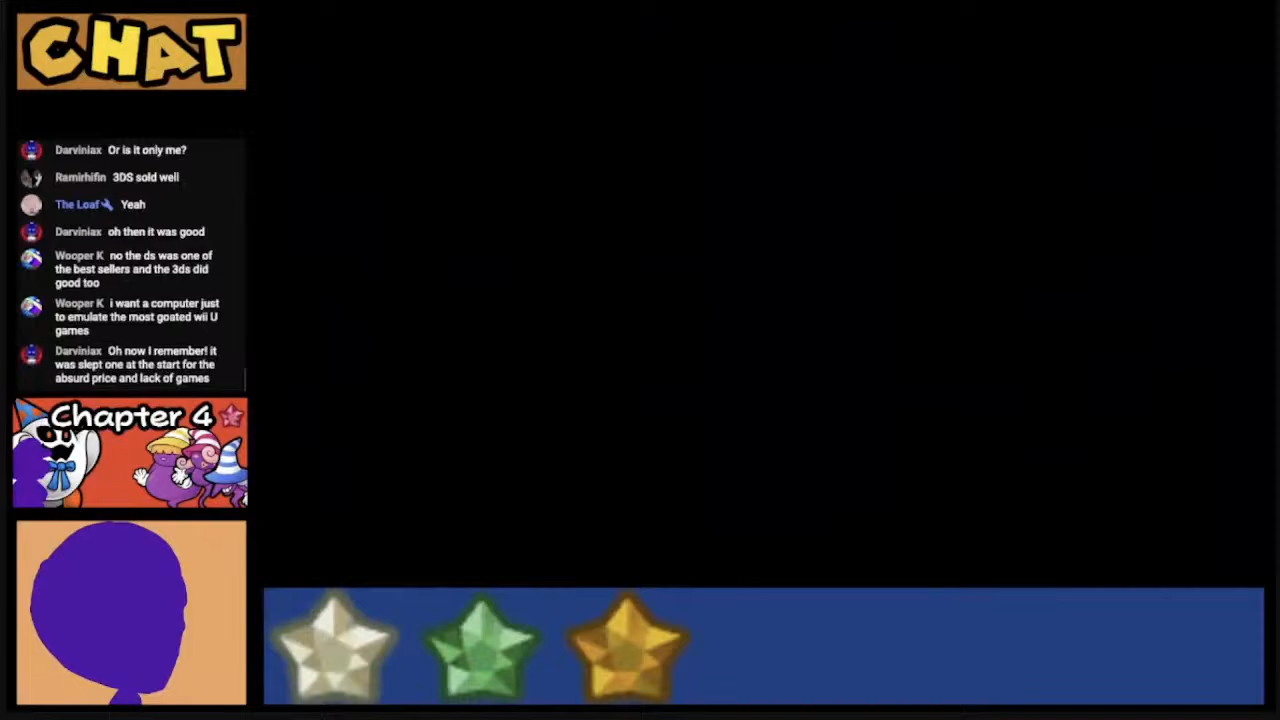 CHAT
Darviniax Or is it only me?
Ramirhifin 3DS sold well
The Loaf Yeah
Darviniax oh then it was good
Wooper K no the ds was one of
the best sellers and the 3ds did
good too
Wooper K i want a computer just
to emulate the most goated wii U
games
Darviniax Oh now I remember! it
was slept one at the start for the
absurd price and lack of games
Chapter 4